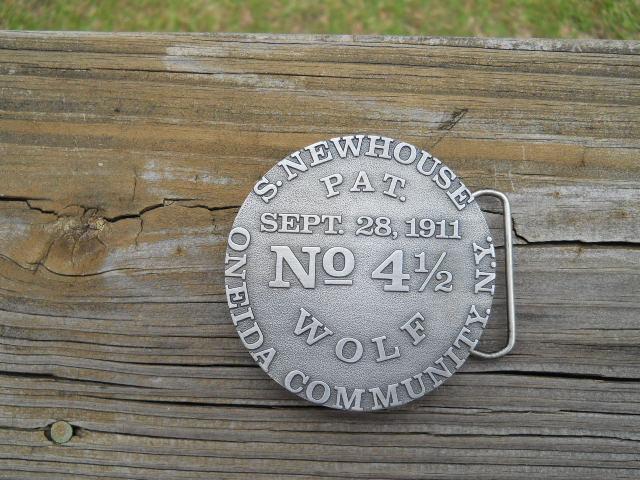 S. NEWHOUSE
PAT.
SEPT. 28, 1911
No 4½
WOLF
ONEIDA COMMUNITY. N.Y.